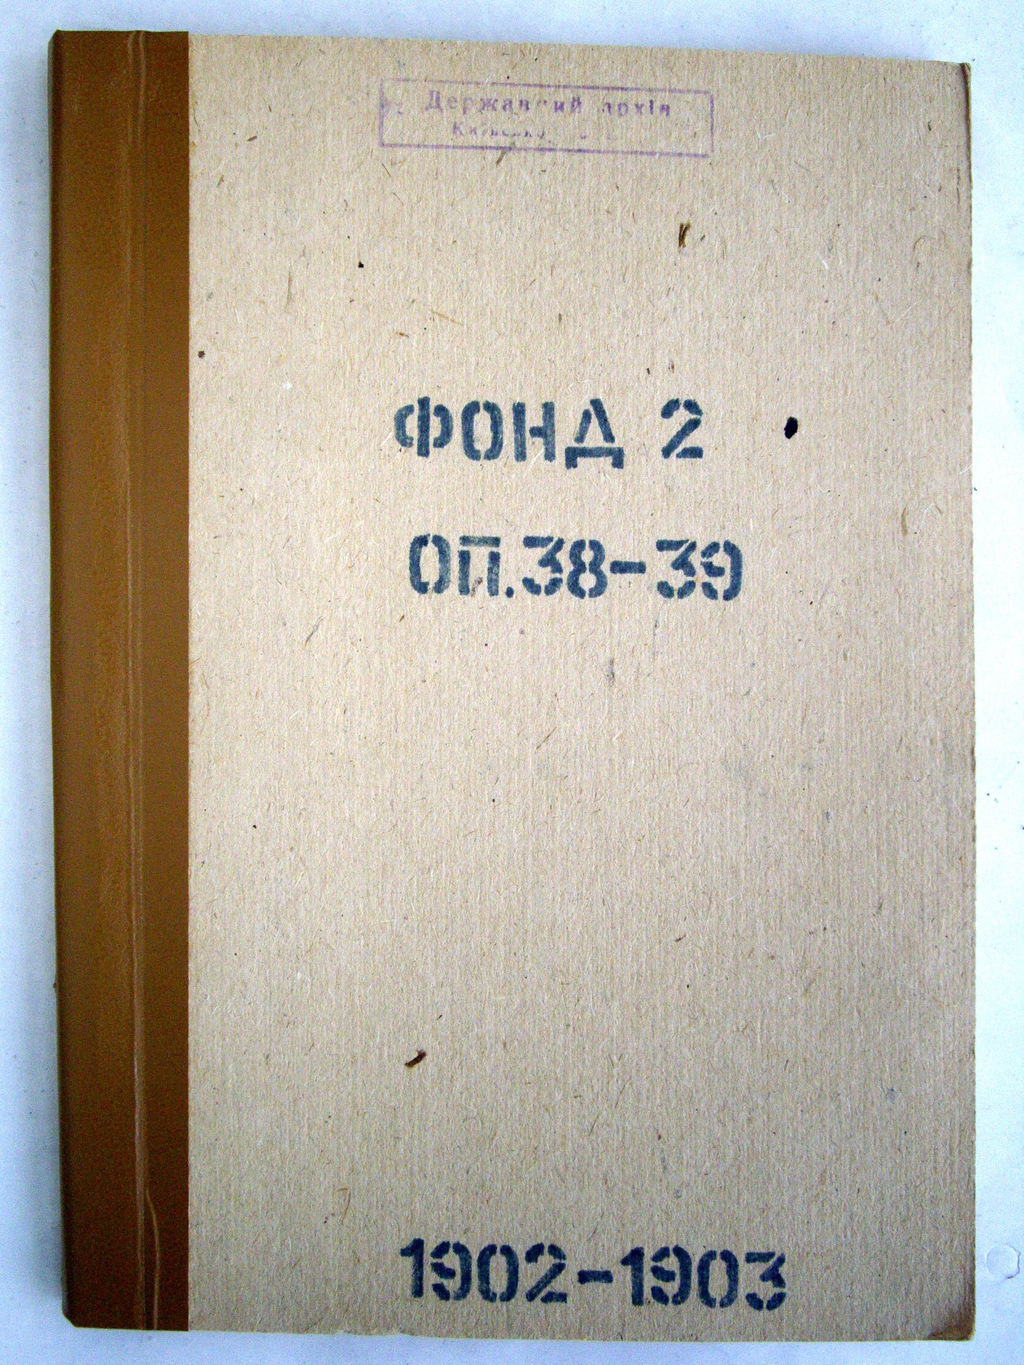 Державний архів
ФОНД 2
ОП.38-39
1902-1903